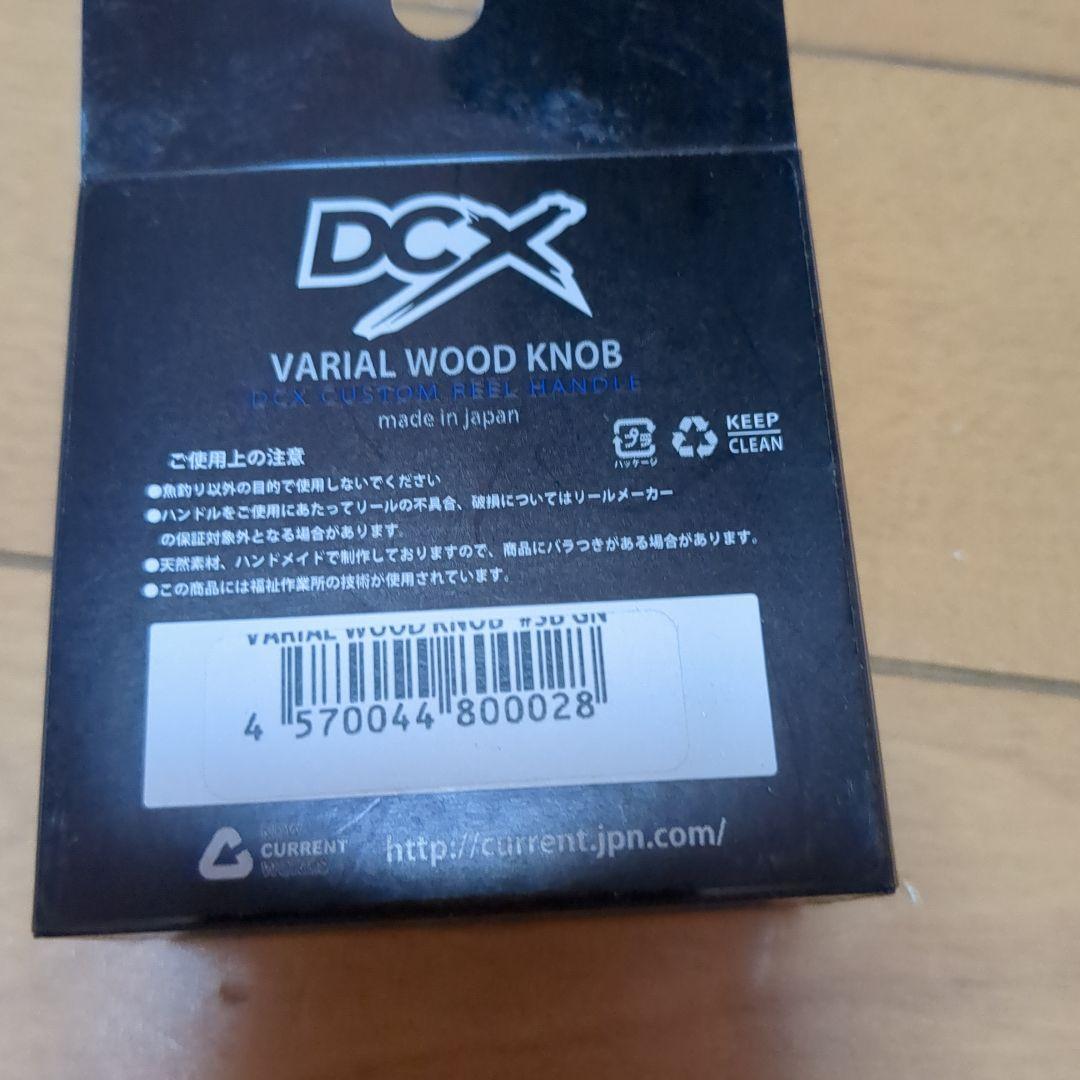 DCX
VARIAL WOOD KNOB
DCX CUSTOM REEL HANDLE
made in japan
プラ
パッケージ
KEEP
CLEAN
ご使用上の注意
●魚釣り以外の目的で使用しないでください
●ハンドルをご使用にあたってリールの不具合、破損についてはリールメーカー
の保証対象外となる場合があります。
●天然素材、ハンドメイドで制作しておりますので、商品にバラつきがある場合があります。
●この商品には福祉作業所の技術が使用されています。
VARIAL WOOD KNOB #SB GN
4 570044 800028
CURRENT
WORKS
http://current.jpn.com/